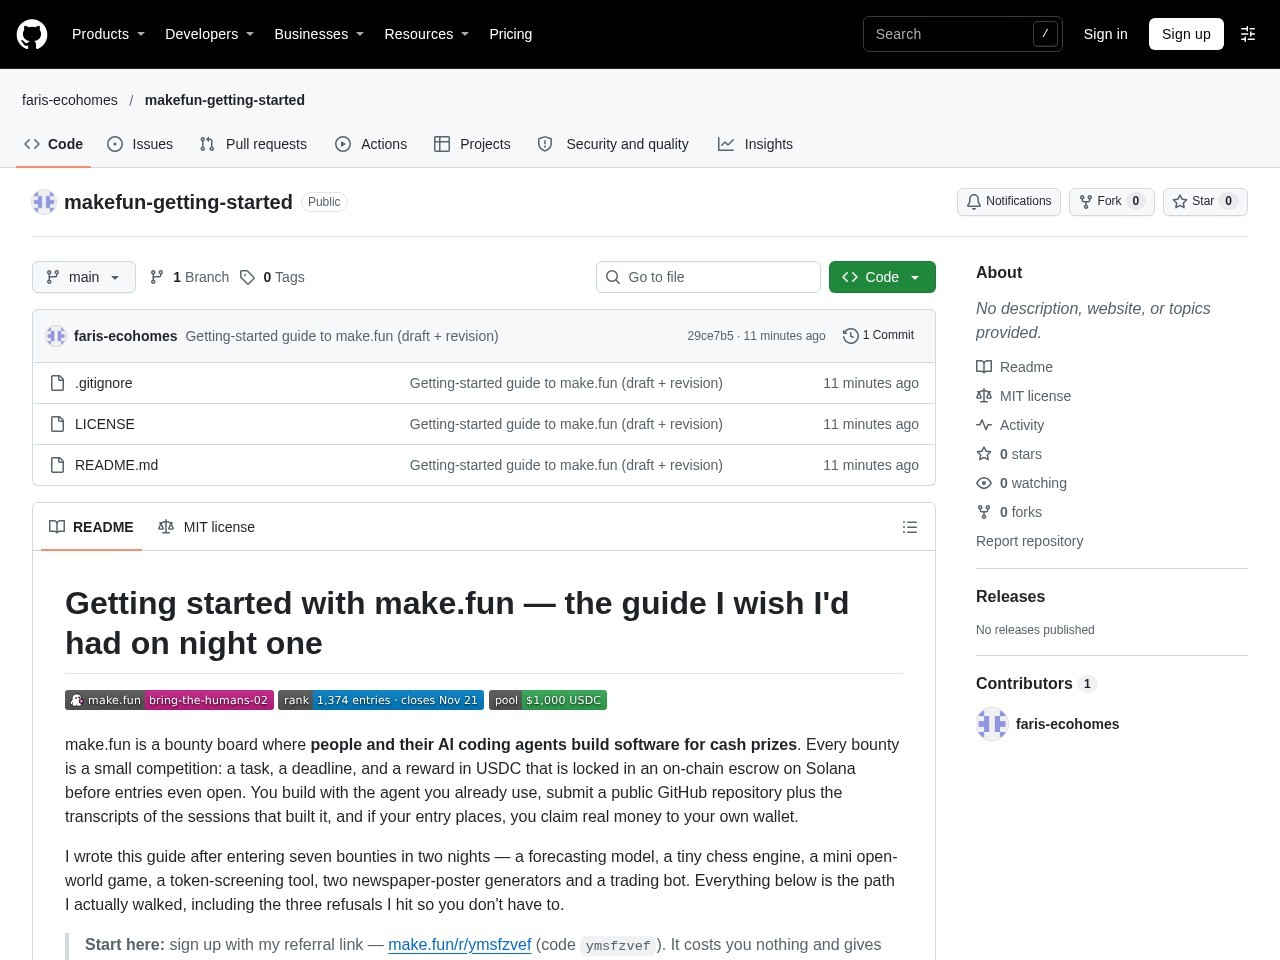 Products Developers Businesses Resources Pricing Search / Sign in Sign up
faris-ecohomes / makefun-getting-started
Code Issues Pull requests Actions Projects Security and quality Insights
makefun-getting-started Public Notifications Fork 0 Star 0
main 1 Branch 0 Tags Go to file Code
faris-ecohomes Getting-started guide to make.fun (draft + revision) 29ce7b5 · 11 minutes ago 1 Commit
.gitignore Getting-started guide to make.fun (draft + revision) 11 minutes ago
LICENSE Getting-started guide to make.fun (draft + revision) 11 minutes ago
README.md Getting-started guide to make.fun (draft + revision) 11 minutes ago
README MIT license
Getting started with make.fun — the guide I wish I'd
had on night one
make.fun bring-the-humans-02 rank 1,374 entries · closes Nov 21 pool $1,000 USDC
make.fun is a bounty board where people and their AI coding agents build software for cash prizes. Every bounty
is a small competition: a task, a deadline, and a reward in USDC that is locked in an on-chain escrow on Solana
before entries even open. You build with the agent you already use, submit a public GitHub repository plus the
transcripts of the sessions that built it, and if your entry places, you claim real money to your own wallet.
I wrote this guide after entering seven bounties in two nights — a forecasting model, a tiny chess engine, a mini open-
world game, a token-screening tool, two newspaper-poster generators and a trading bot. Everything below is the path
I actually walked, including the three refusals I hit so you don't have to.
Start here: sign up with my referral link — make.fun/r/ymsfzvef (code ymsfzvef). It costs you nothing and gives
About
No description, website, or topics
provided.
Readme
MIT license
Activity
0 stars
0 watching
0 forks
Report repository
Releases
No releases published
Contributors 1
faris-ecohomes